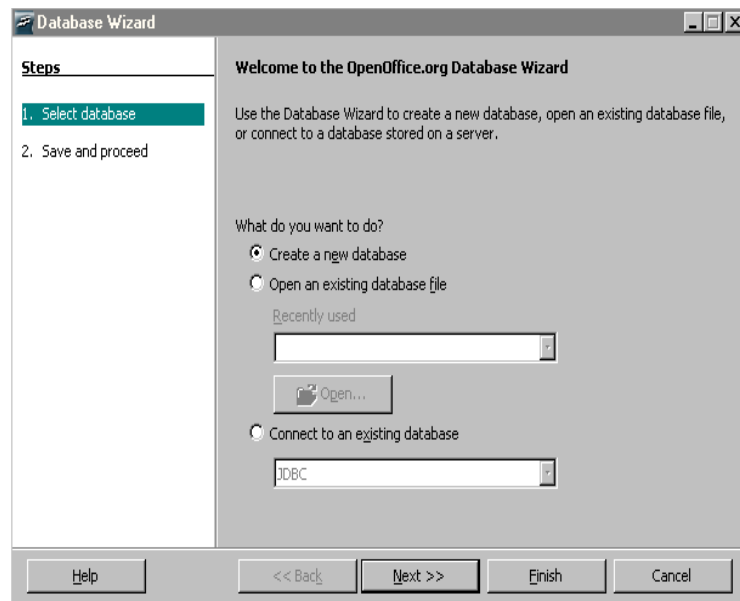 Database Wizard
Steps
1. Select database
2. Save and proceed
Welcome to the OpenOffice.org Database Wizard
Use the Database Wizard to create a new database, open an existing database file,
or connect to a database stored on a server.
What do you want to do?
Create a new database
Open an existing database file
Recently used
Open...
Connect to an existing database
JDBC
Help
<< Back
Next >>
Finish
Cancel